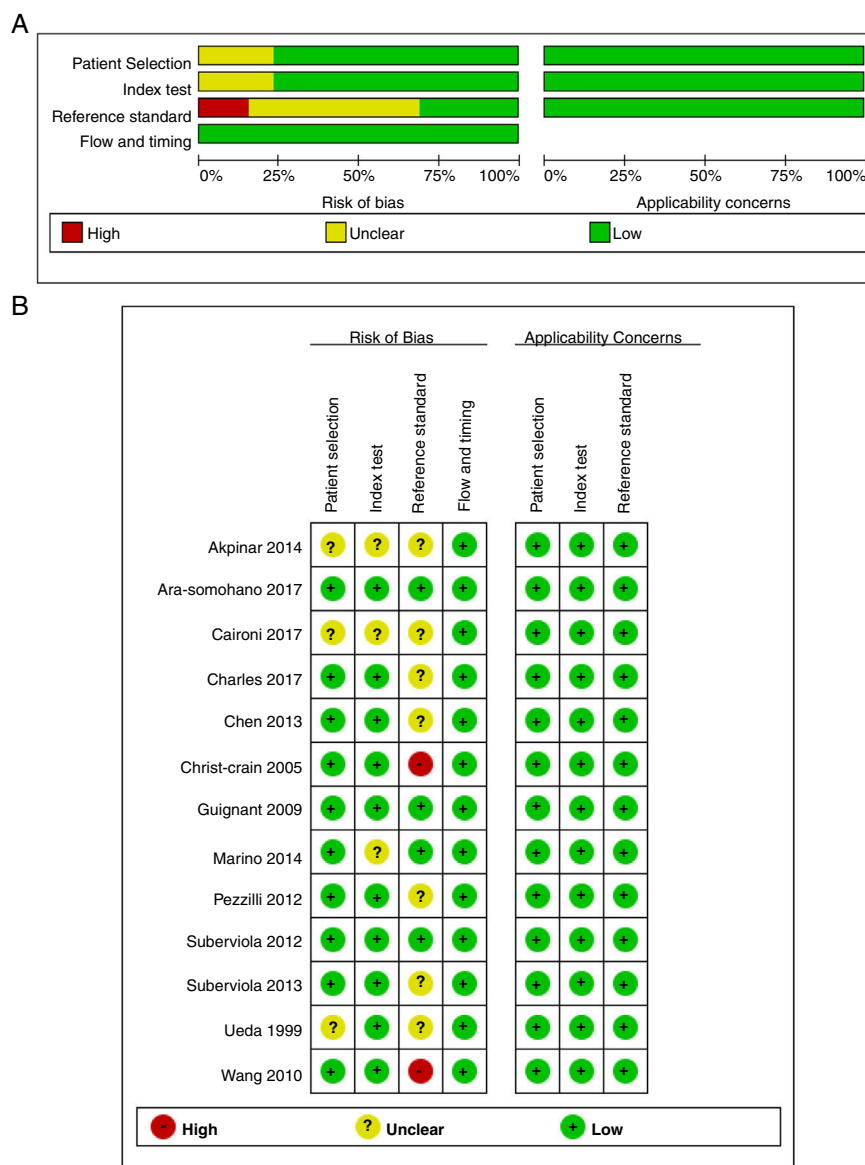 A
Patient Selection
Index test
Reference standard
Flow and timing
0% 25% 50% 75% 100% 0% 25% 50% 75% 100%
Risk of bias Applicability concerns
High Unclear Low
B
Risk of Bias Applicability Concerns
Patient selection Index test Reference standard Flow and timing Patient selection Index test Reference standard
Akpinar 2014 ? ? ? + + + +
Ara-somohano 2017 + + + + + + +
Caironi 2017 ? ? ? + + + +
Charles 2017 + + ? + + + +
Chen 2013 + + ? + + + +
Christ-crain 2005 + + - + + + +
Guignant 2009 + + + + + + +
Marino 2014 + ? + + + + +
Pezzilli 2012 + + ? + + + +
Suberviola 2012 + + + + + + +
Suberviola 2013 + + ? + + + +
Ueda 1999 ? + ? + + + +
Wang 2010 + + - + + + +
- High ? Unclear + Low